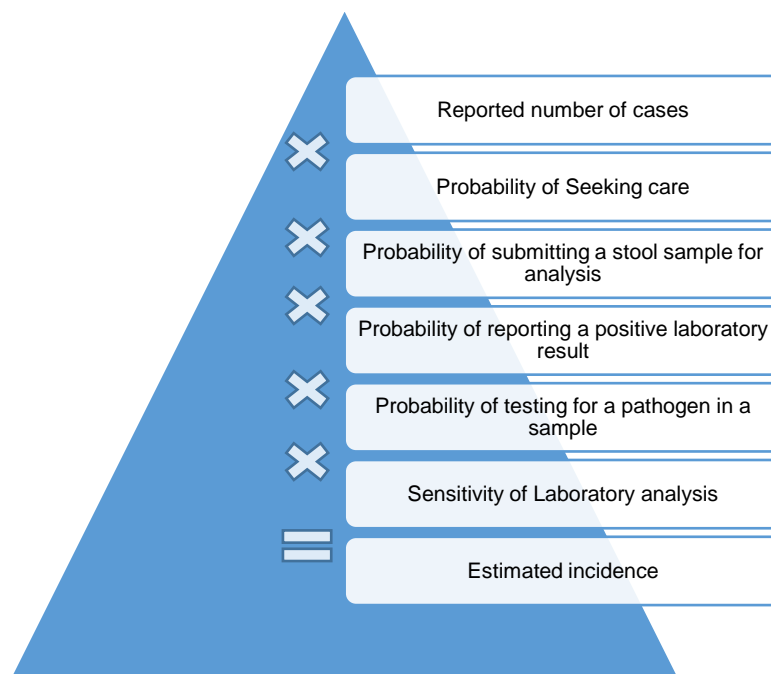 Reported number of cases
Probability of Seeking care
Probability of submitting a stool sample for
analysis
Probability of reporting a positive laboratory
result
Probability of testing for a pathogen in a
sample
Sensitivity of Laboratory analysis
Estimated incidence